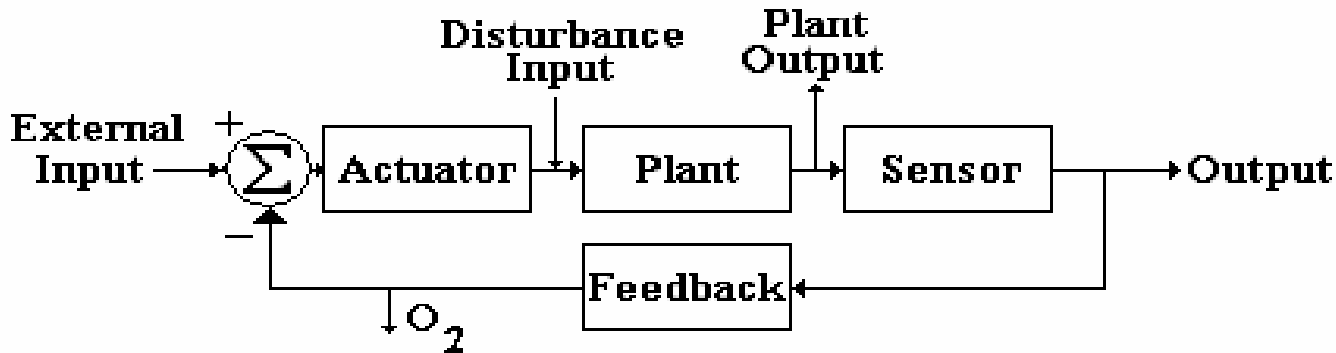 Disturbance
Input
Plant
Output
External
Input
+
Σ
−
Actuator
Plant
Sensor
Output
Feedback
O₂